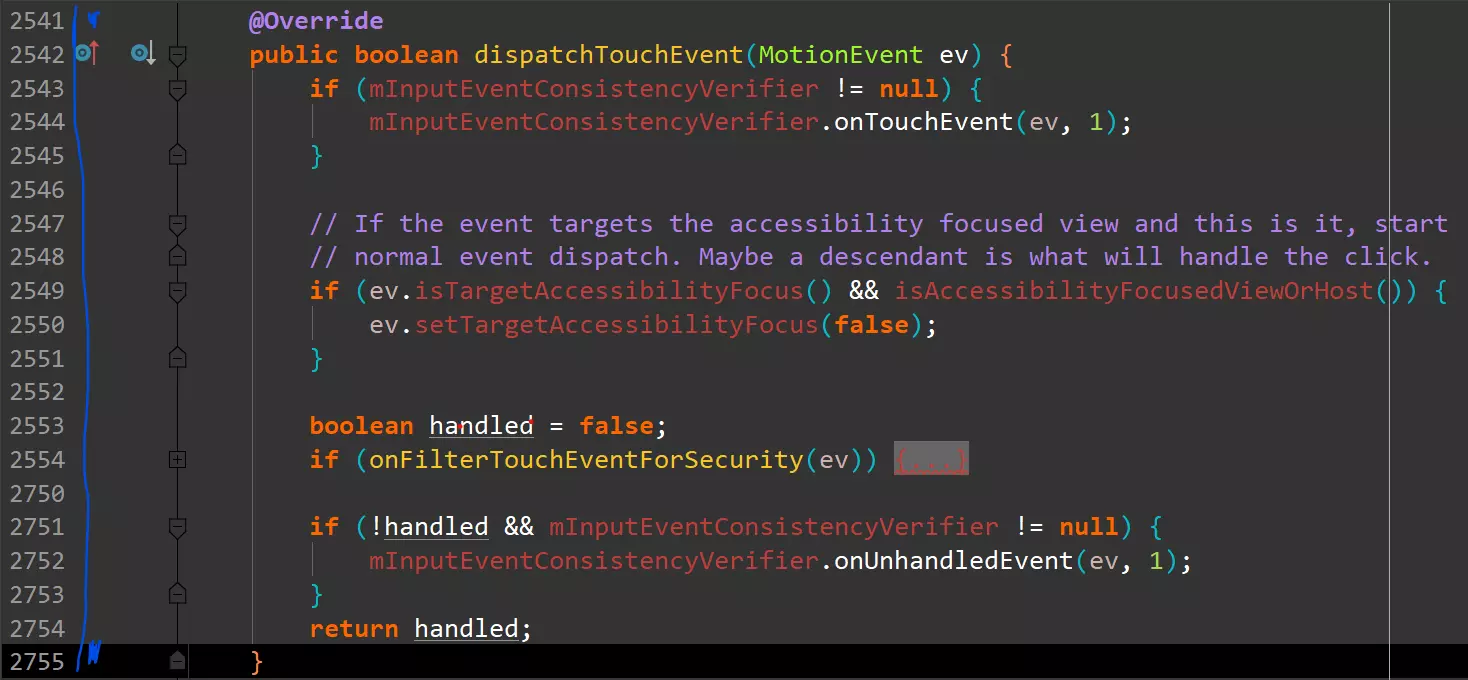 2541 @Override
2542 public boolean dispatchTouchEvent(MotionEvent ev) {
2543 if (mInputEventConsistencyVerifier != null) {
2544 mInputEventConsistencyVerifier.onTouchEvent(ev, 1);
2545 }
2546
2547 // If the event targets the accessibility focused view and this is it, start
2548 // normal event dispatch. Maybe a descendant is what will handle the click.
2549 if (ev.isTargetAccessibilityFocus() && isAccessibilityFocusedViewOrHost()) {
2550 ev.setTargetAccessibilityFocus(false);
2551 }
2552
2553 boolean handled = false;
2554 if (onFilterTouchEventForSecurity(ev)) {...}
2750
2751 if (!handled && mInputEventConsistencyVerifier != null) {
2752 mInputEventConsistencyVerifier.onUnhandledEvent(ev, 1);
2753 }
2754 return handled;
2755 }